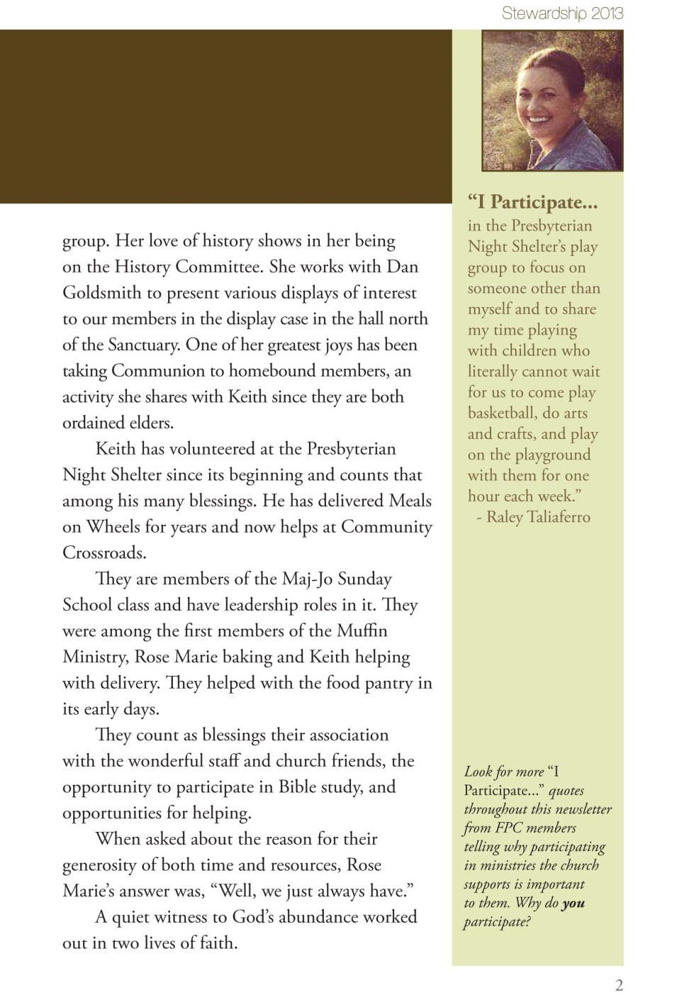 Stewardship 2013
group. Her love of history shows in her being
on the History Committee. She works with Dan
Goldsmith to present various displays of interest
to our members in the display case in the hall north
of the Sanctuary. One of her greatest joys has been
taking Communion to homebound members, an
activity she shares with Keith since they are both
ordained elders.
Keith has volunteered at the Presbyterian
Night Shelter since its beginning and counts that
among his many blessings. He has delivered Meals
on Wheels for years and now helps at Community
Crossroads.
They are members of the Maj-Jo Sunday
School class and have leadership roles in it. They
were among the first members of the Muffin
Ministry, Rose Marie baking and Keith helping
with delivery. They helped with the food pantry in
its early days.
They count as blessings their association
with the wonderful staff and church friends, the
opportunity to participate in Bible study, and
opportunities for helping.
When asked about the reason for their
generosity of both time and resources, Rose
Marie’s answer was, “Well, we just always have.”
A quiet witness to God’s abundance worked
out in two lives of faith.
“I Participate...
in the Presbyterian
Night Shelter’s play
group to focus on
someone other than
myself and to share
my time playing
with children who
literally cannot wait
for us to come play
basketball, do arts
and crafts, and play
on the playground
with them for one
hour each week.”
- Raley Taliaferro
Look for more “I
Participate...” quotes
throughout this newsletter
from FPC members
telling why participating
in ministries the church
supports is important
to them. Why do you
participate?
2